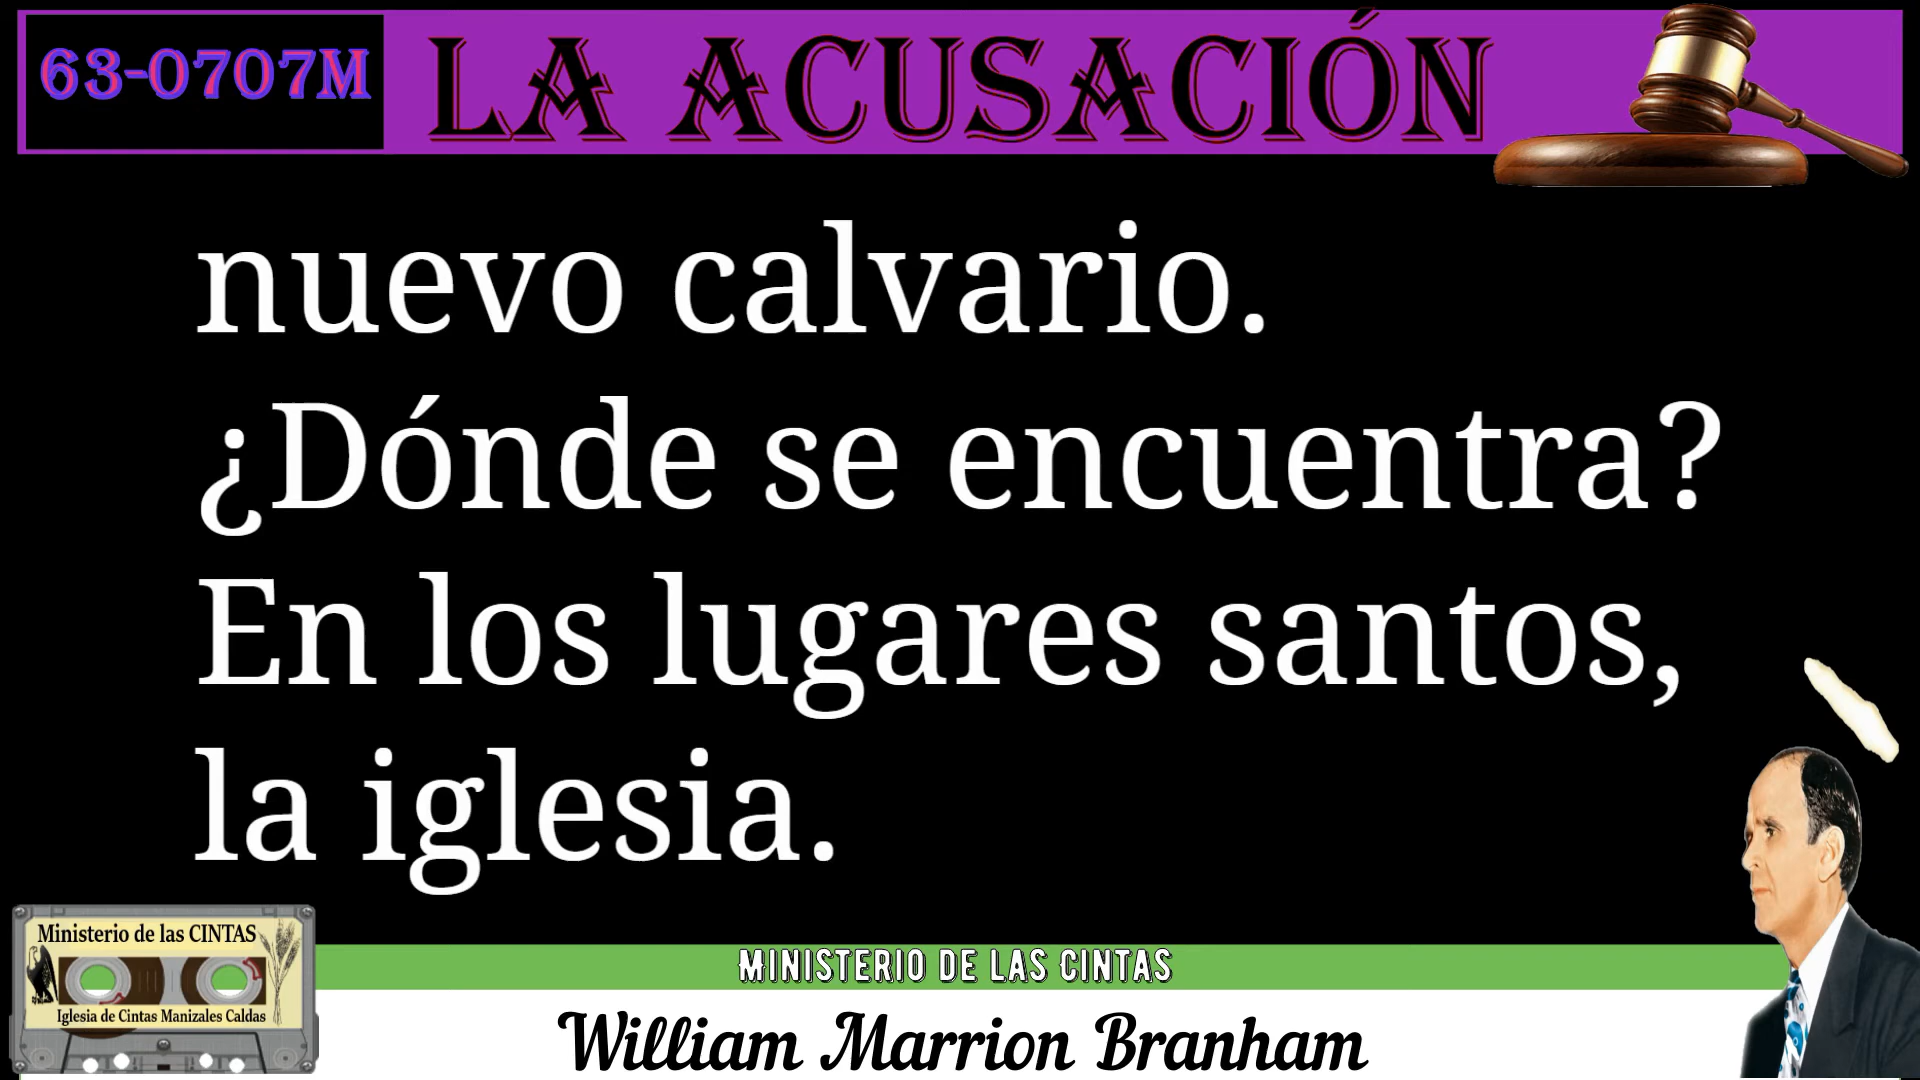 63-0707M
LA ACUSACIÓN
nuevo calvario.
¿Dónde se encuentra?
En los lugares santos,
la iglesia.
Ministerio de las CINTAS
Iglesia de Cintas Manizales Caldas
MINISTERIO DE LAS CINTAS
William Marrion Branham